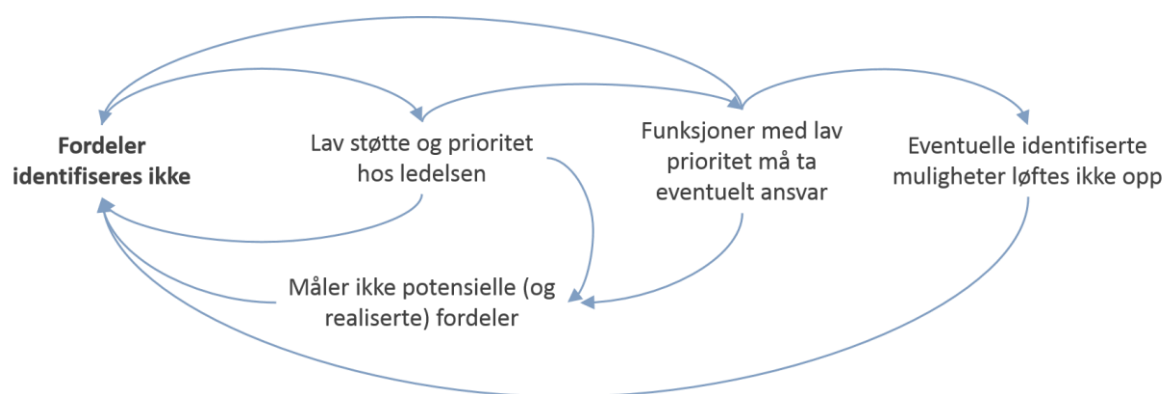 Fordeler
identifiseres ikke
Lav støtte og prioritet
hos ledelsen
Funksjoner med lav
prioritet må ta
eventuelt ansvar
Eventuelle identifiserte
muligheter løftes ikke opp
Måler ikke potensielle (og
realiserte) fordeler